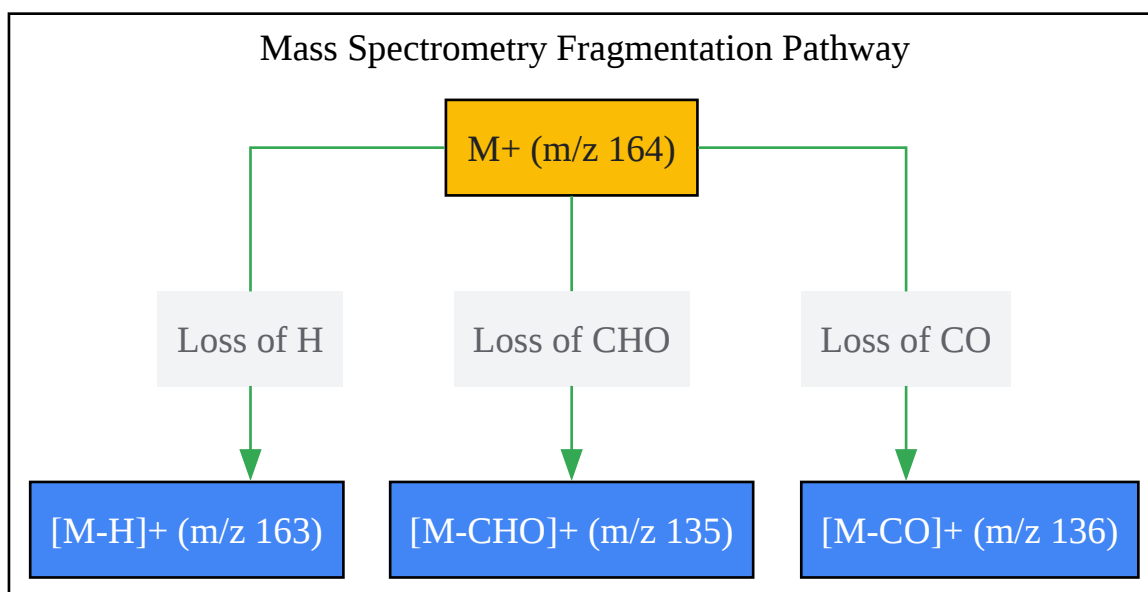 Mass Spectrometry Fragmentation Pathway
M+ (m/z 164)
Loss of H
Loss of CHO
Loss of CO
[M-H]+ (m/z 163)
[M-CHO]+ (m/z 135)
[M-CO]+ (m/z 136)